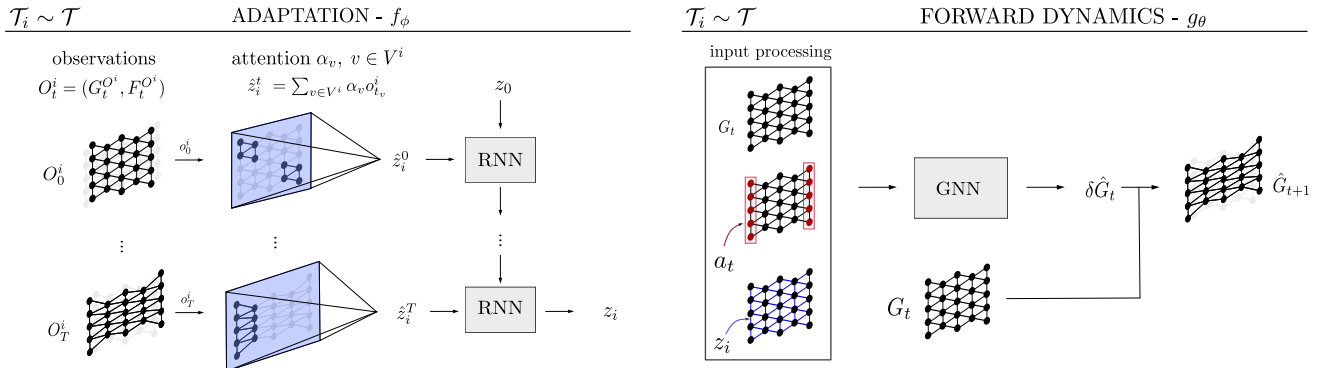 𝒯ᵢ ∼ 𝒯 ADAPTATION - f_ϕ
observations
O_t^i = (G_t^{O^i}, F_t^{O^i})
attention α_v, v ∈ V^i
ẑ_i^t = ∑_{v∈V^i} α_v o_{t_v}^i
z_0
O_0^i
o_0^i
ẑ_i^0
RNN
⋮
⋮
⋮
O_T^i
o_T^i
ẑ_i^T
RNN
z_i
𝒯ᵢ ∼ 𝒯 FORWARD DYNAMICS - g_θ
input processing
G_t
a_t
z_i
GNN
δĜ_t
Ĝ_{t+1}
G_t